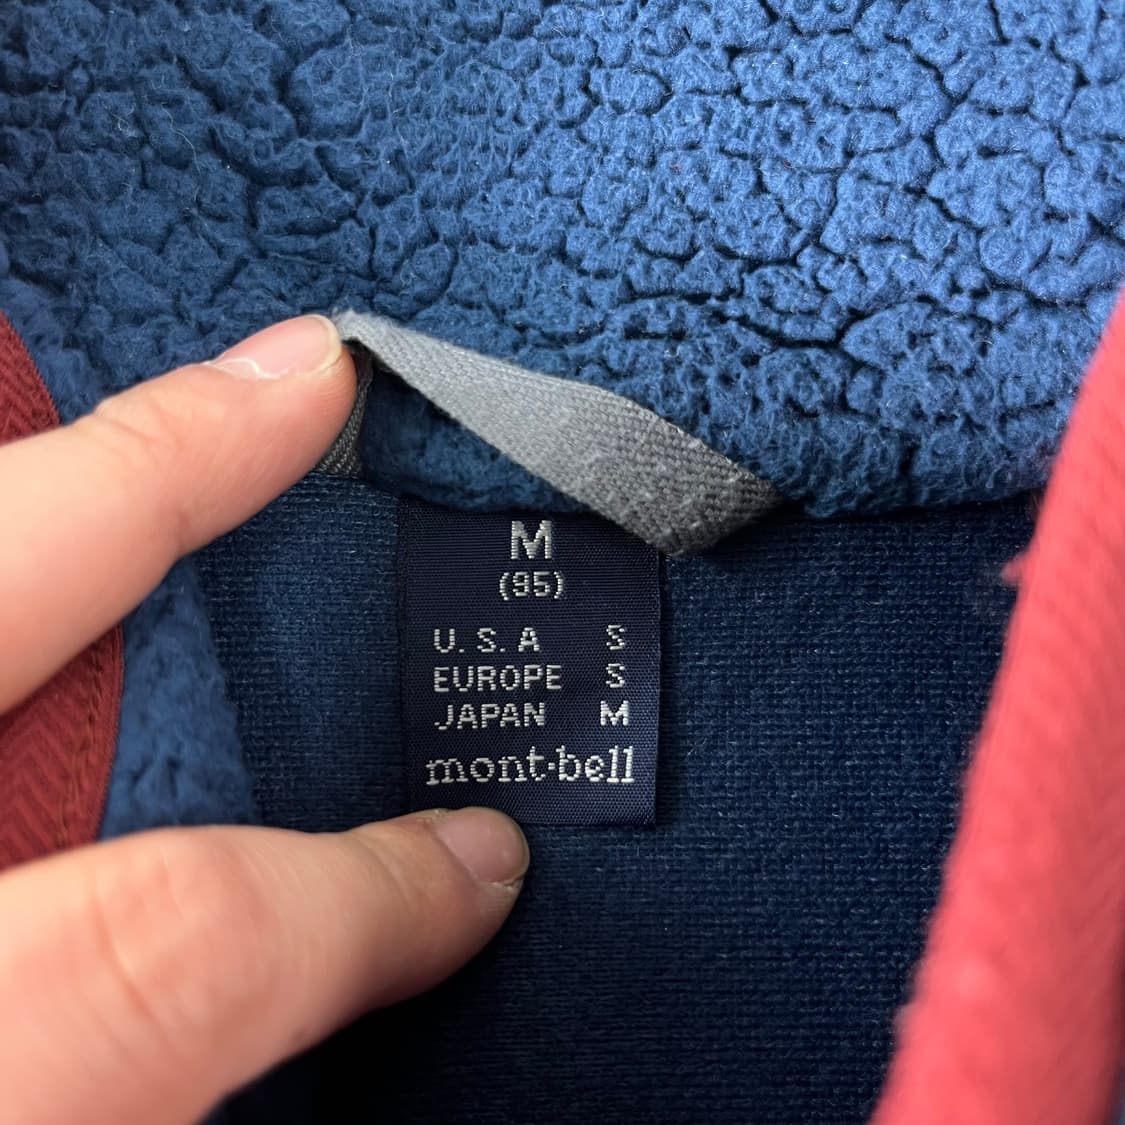 M
(95)
U.S.A S
EUROPE S
JAPAN M
mont·bell